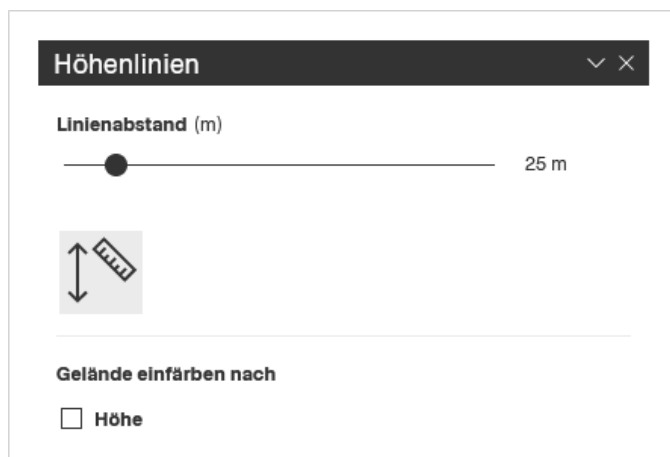 Höhenlinien
Linienabstand (m)
25 m
Gelände einfärben nach
Höhe